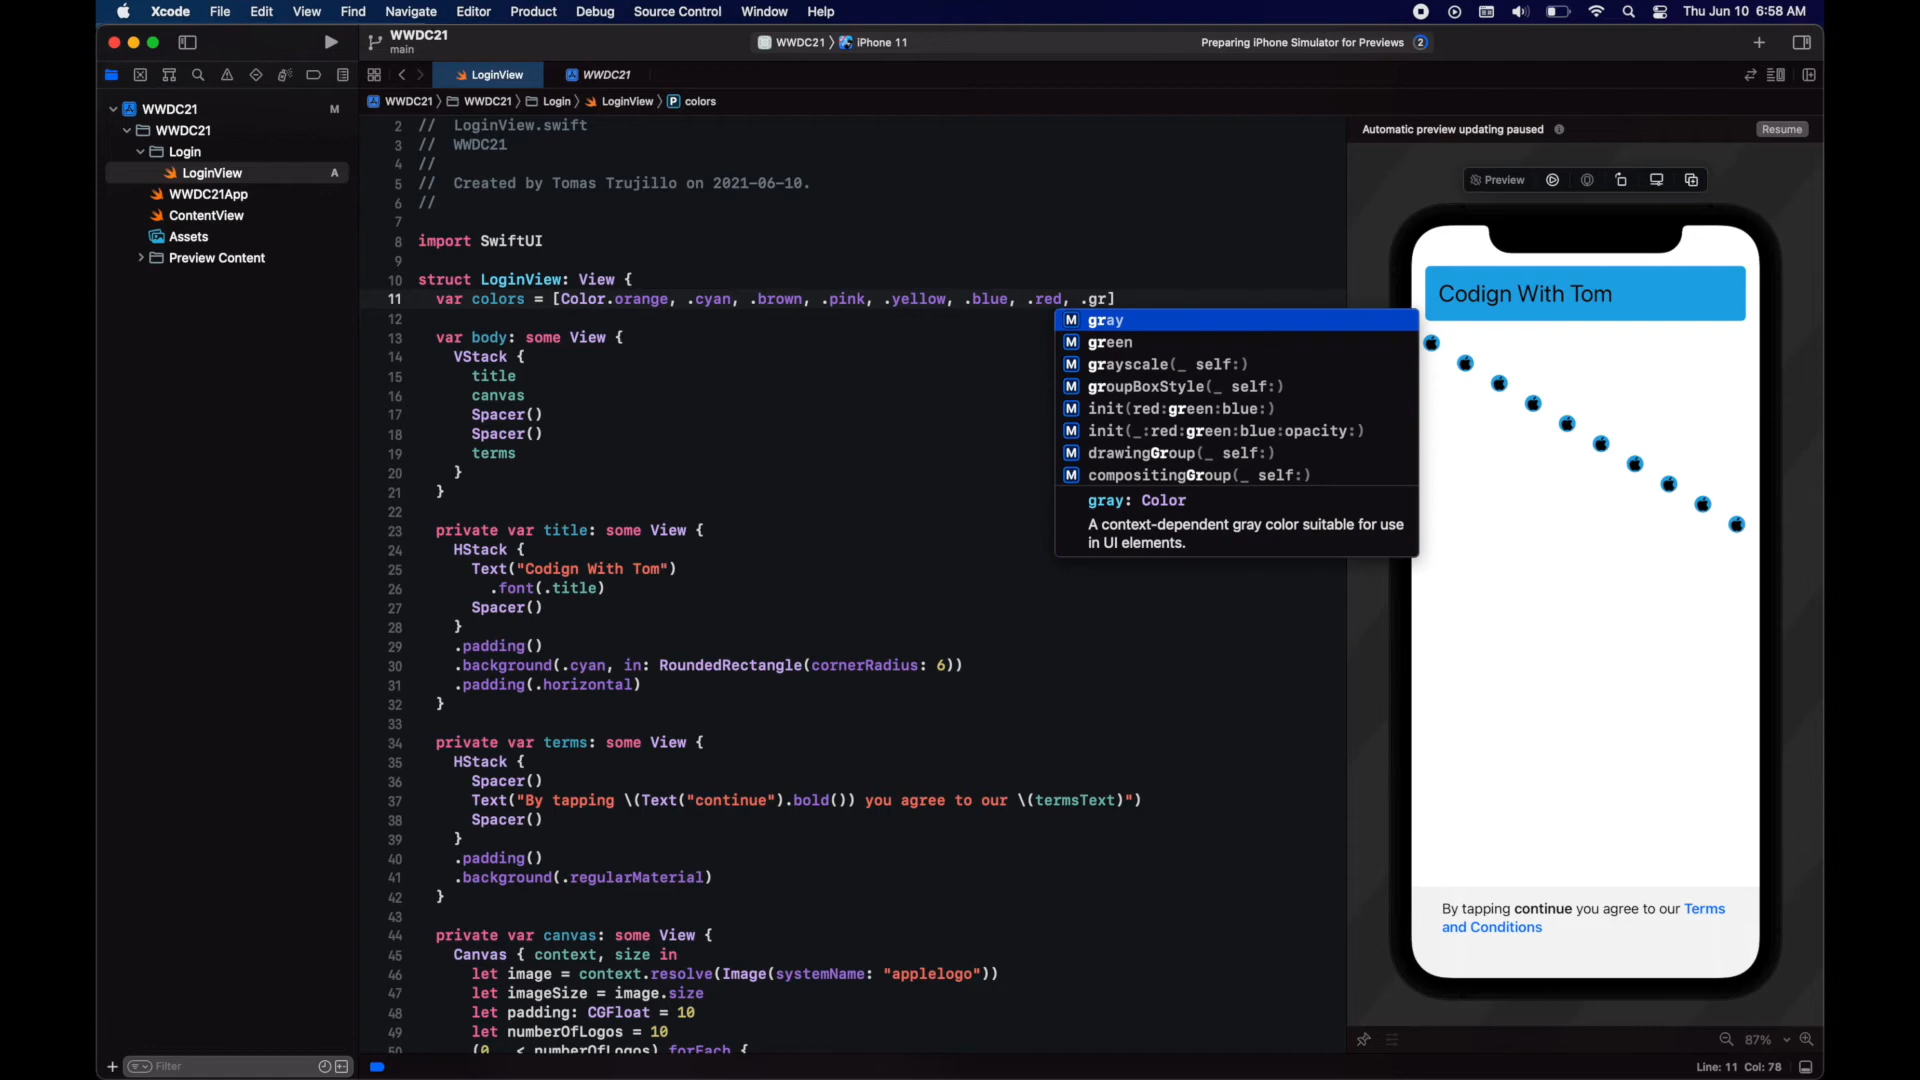 Xcode File Edit View Find Navigate Editor Product Debug Source Control Window Help Thu Jun 10 6:58 AM
WWDC21
main
WWDC21 iPhone 11
Preparing iPhone Simulator for Previews 2
LoginView WWDC21
WWDC21 WWDC21 Login LoginView P colors
WWDC21 M
WWDC21
Login
LoginView A
WWDC21App
ContentView
Assets
Preview Content
Filter
2 // LoginView.swift
3 // WWDC21
4 //
5 // Created by Tomas Trujillo on 2021-06-10.
6 //
7
8 import SwiftUI
9
10 struct LoginView: View {
11 var colors = [Color.orange, .cyan, .brown, .pink, .yellow, .blue, .red, .gr]
12
13 var body: some View {
14 VStack {
15 title
16 canvas
17 Spacer()
18 Spacer()
19 terms
20 }
21 }
22
23 private var title: some View {
24 HStack {
25 Text("Codign With Tom")
26 .font(.title)
27 Spacer()
28 }
29 .padding()
30 .background(.cyan, in: RoundedRectangle(cornerRadius: 6))
31 .padding(.horizontal)
32 }
33
34 private var terms: some View {
35 HStack {
36 Spacer()
37 Text("By tapping \(Text("continue").bold()) you agree to our \(termsText)")
38 Spacer()
39 }
40 .padding()
41 .background(.regularMaterial)
42 }
43
44 private var canvas: some View {
45 Canvas { context, size in
46 let image = context.resolve(Image(systemName: "applelogo"))
47 let imageSize = image.size
48 let padding: CGFloat = 10
49 let numberOfLogos = 10
M gray
M green
M grayscale(_ self:)
M groupBoxStyle(_ self:)
M init(red:green:blue:)
M init(_:red:green:blue:opacity:)
M drawingGroup(_ self:)
M compositingGroup(_ self:)
gray: Color
A context-dependent gray color suitable for use
in UI elements.
Automatic preview updating paused Resume
Preview
Codign With Tom
By tapping continue you agree to our Terms
and Conditions
87%
Line: 11 Col: 78